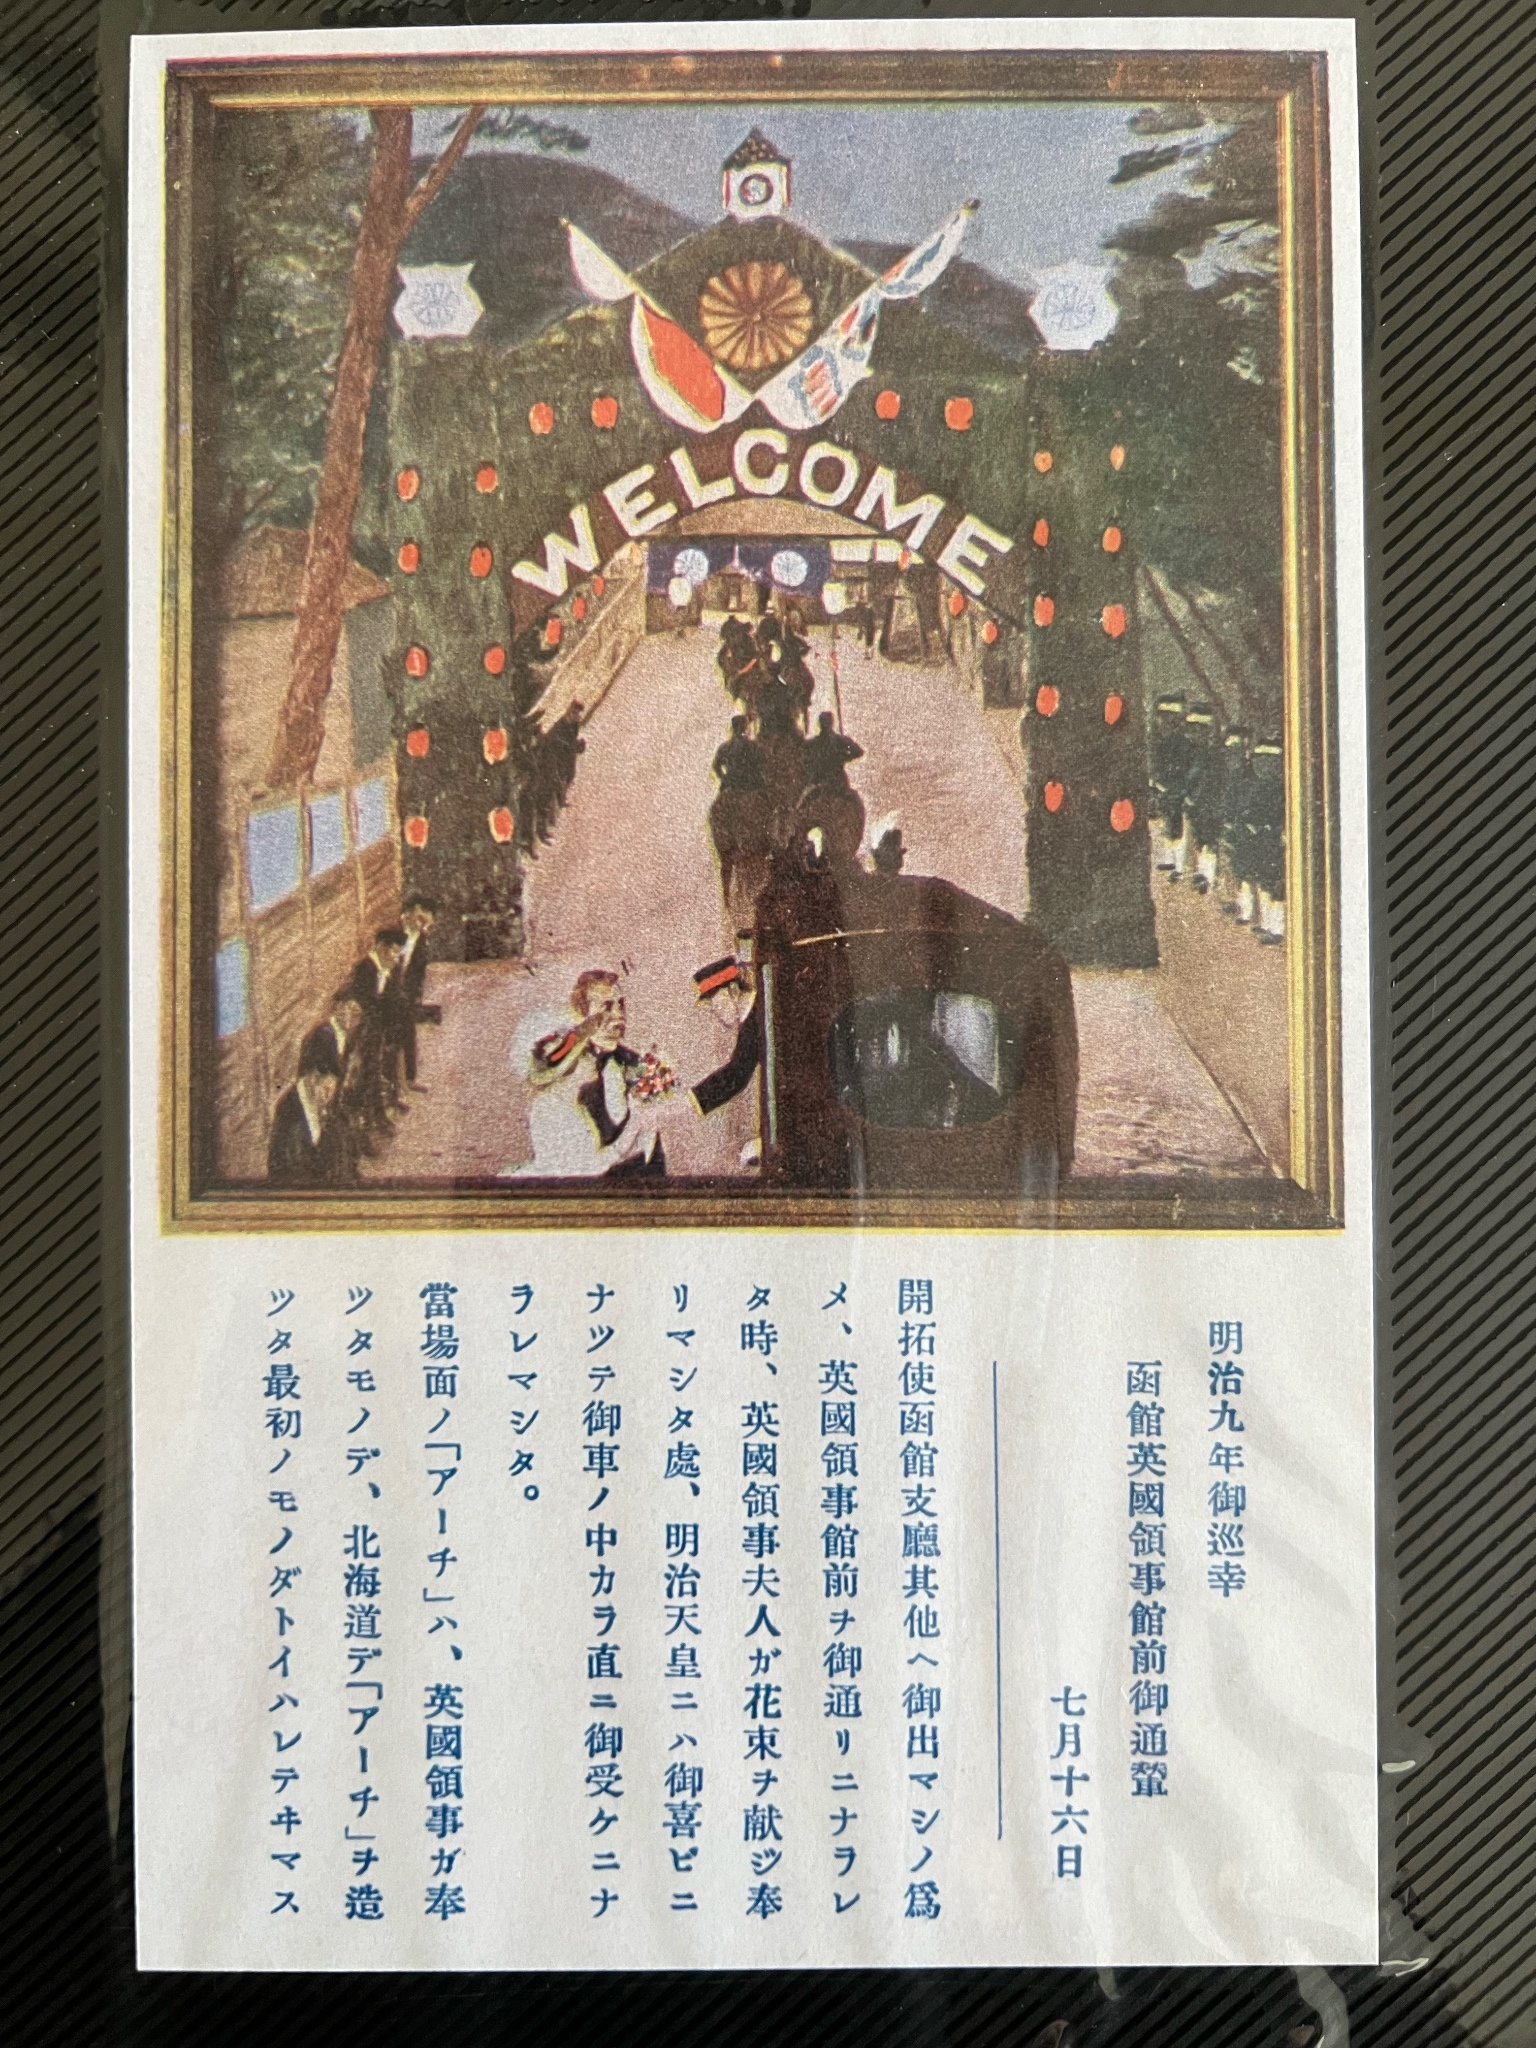 WELCOME
明治九年御巡幸
函館英國領事館前御通輦
七月十六日
開拓使函館支廳其他ヘ御出マシノ爲
メ、英國領事館前ヲ御通リニナラレ
タ時、英國領事夫人ガ花束ヲ献ジ奉
リマシタ處、明治天皇ニハ御喜ビニ
ナツテ御車ノ中カラ直ニ御受ケニナ
ラレマシタ。
當場面ノ「アーチ」ハ、英國領事ガ奉
ツタモノデ、北海道デ「アーチ」ヲ造
ツタ最初ノモノダトイハレテヰマス